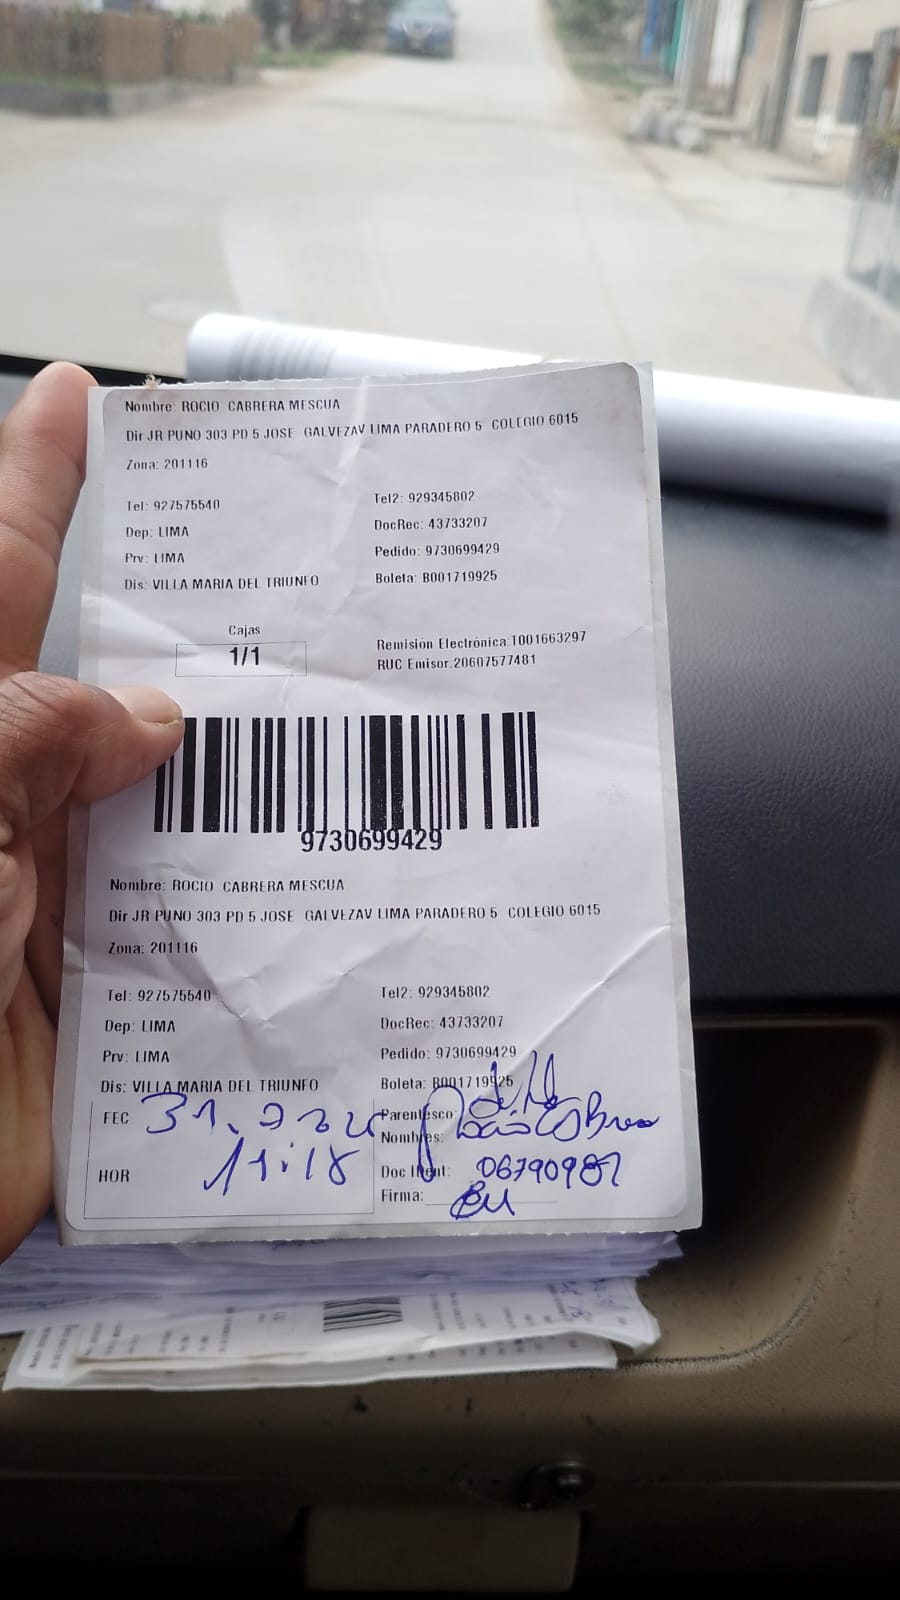 Nombre: ROCIO CABRERA MESCUA
Dir JR PUNO 303 PD 5 JOSE GALVEZAV LIMA PARADERO 5 COLEGIO 6015
Zona: 201116
Tel: 927575540 Tel2: 929345802
Dep: LIMA DocRec: 43733207
Prv: LIMA Pedido: 9730699429
Dis: VILLA MARIA DEL TRIUNFO Boleta: B001719925
Cajas
1/1
Remisión Electrónica:T001663297
RUC Emisor:20607577481
9730699429
Nombre: ROCIO CABRERA MESCUA
Dir JR PUNO 303 PD 5 JOSE GALVEZAV LIMA PARADERO 5 COLEGIO 6015
Zona: 201116
Tel: 927575540 Tel2: 929345802
Dep: LIMA DocRec: 43733207
Prv: LIMA Pedido: 9730699429
Dis: VILLA MARIA DEL TRIUNFO Boleta: B001719925
FEC 31. Parentesco:
Nombres:
HOR 11:18 Doc Ident: 06790987
Firma: